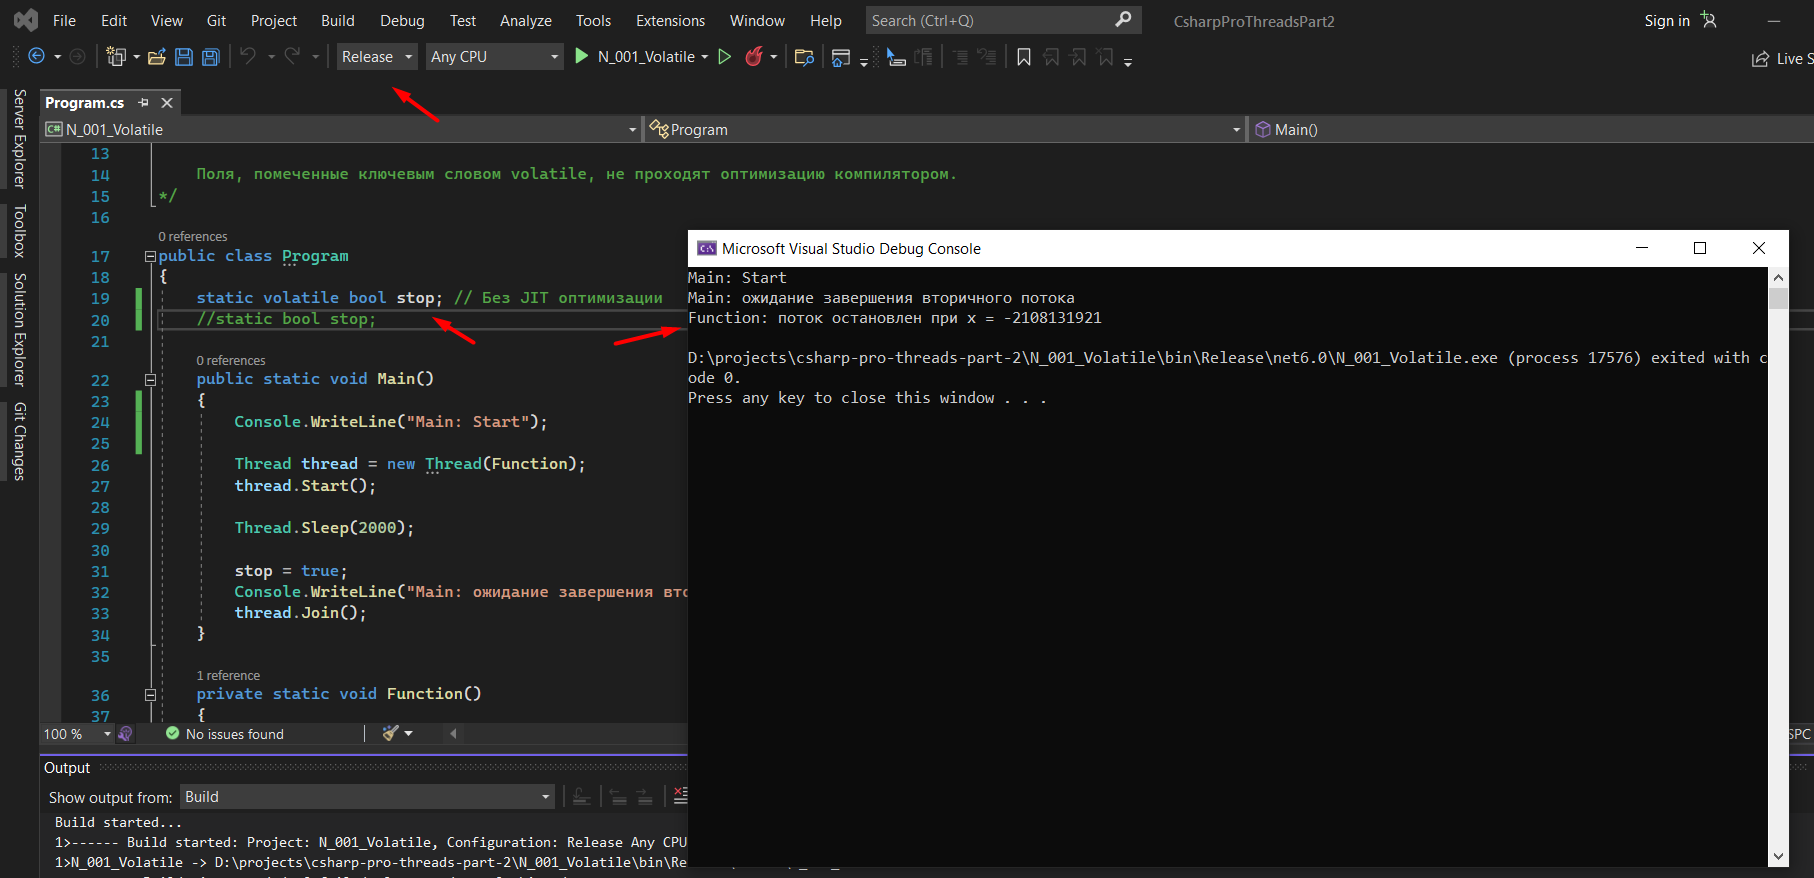 File Edit View Git Project Build Debug Test Analyze Tools Extensions Window Help Search (Ctrl+Q) CsharpProThreadsPart2 Sign in
Release Any CPU N_001_Volatile Live S
Server Explorer
Toolbox
Solution Explorer
Git Changes
Program.cs
C# N_001_Volatile Program Main()
13
14 Поля, помеченные ключевым словом volatile, не проходят оптимизацию компилятором.
15 */
16
0 references
17 public class Program
18 {
19 static volatile bool stop; // Без JIT оптимизации
20 //static bool stop;
21
0 references
22 public static void Main()
23 {
24 Console.WriteLine("Main: Start");
25
26 Thread thread = new Thread(Function);
27 thread.Start();
28
29 Thread.Sleep(2000);
30
31 stop = true;
32 Console.WriteLine("Main: ожидание завершения вто
33 thread.Join();
34 }
35
1 reference
36 private static void Function()
37 {
100 % No issues found SPC
Output
Show output from: Build
Build started...
1>------ Build started: Project: N_001_Volatile, Configuration: Release Any CPU
1>N_001_Volatile -> D:\projects\csharp-pro-threads-part-2\N_001_Volatile\bin\Re
C:\ Microsoft Visual Studio Debug Console
Main: Start
Main: ожидание завершения вторичного потока
Function: поток остановлен при x = -2108131921
D:\projects\csharp-pro-threads-part-2\N_001_Volatile\bin\Release\net6.0\N_001_Volatile.exe (process 17576) exited with c
ode 0.
Press any key to close this window . . .